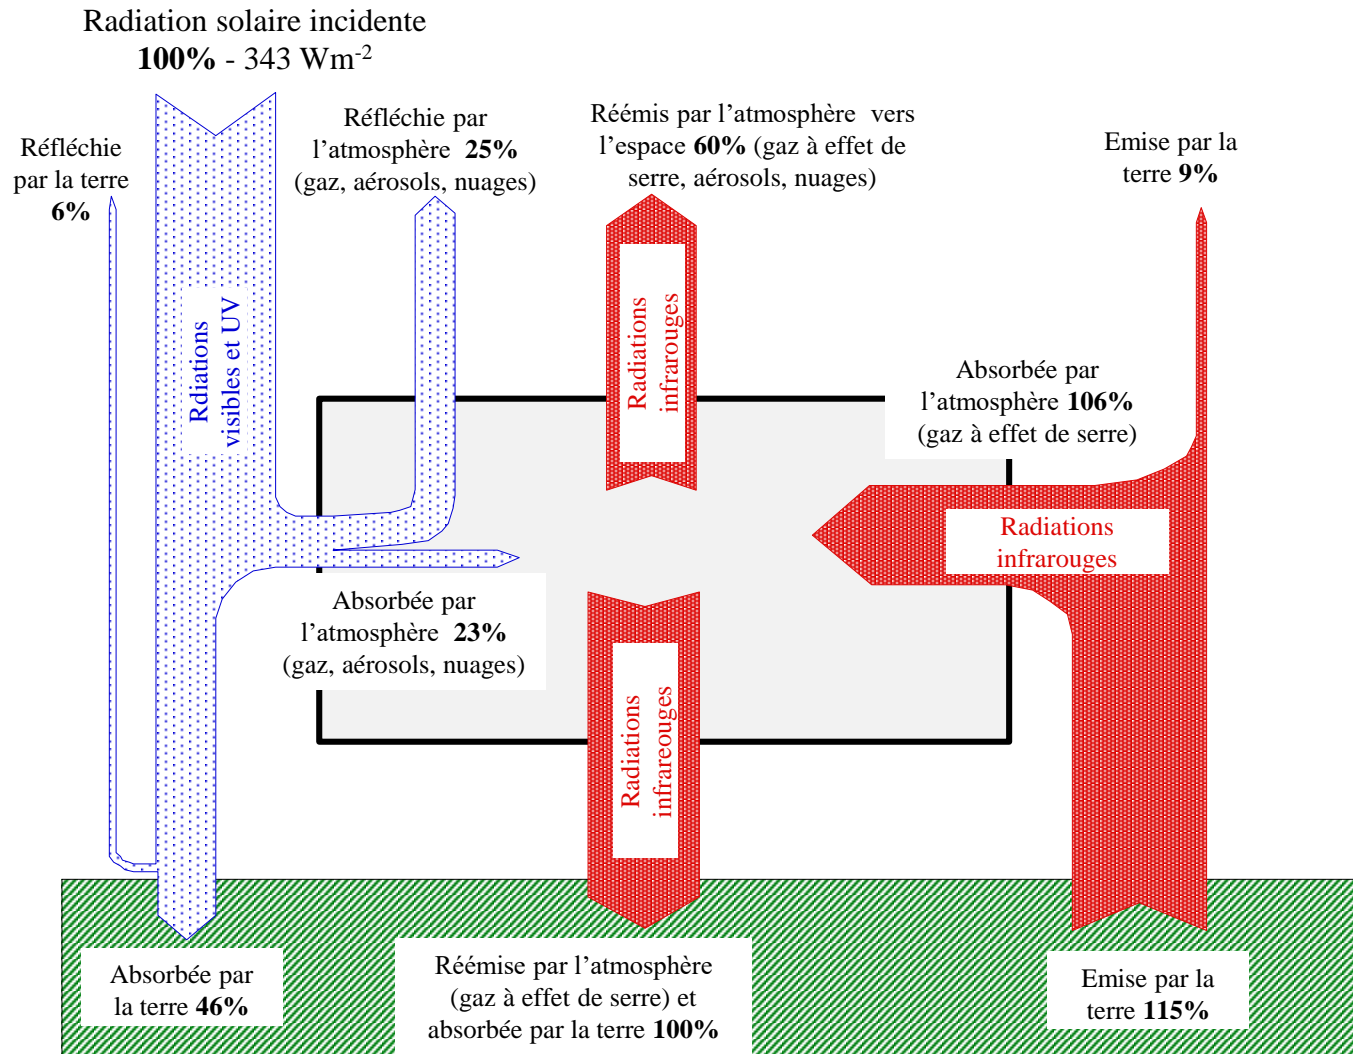 Radiation solaire incidente
100% - 343 Wm-2
Réfléchie
par la terre
6%
Réfléchie par
l’atmosphère 25%
(gaz, aérosols, nuages)
Réémis par l’atmosphère vers
l’espace 60% (gaz à effet de
serre, aérosols, nuages)
Emise par la
terre 9%
Rdiations
visibles et UV
Radiations
infrarouges
Absorbée par
l’atmosphère 106%
(gaz à effet de serre)
Radiations
infrarouges
Absorbée par
l’atmosphère 23%
(gaz, aérosols, nuages)
Radiations
infrareouges
Absorbée par
la terre 46%
Réémise par l’atmosphère
(gaz à effet de serre) et
absorbée par la terre 100%
Emise par la
terre 115%